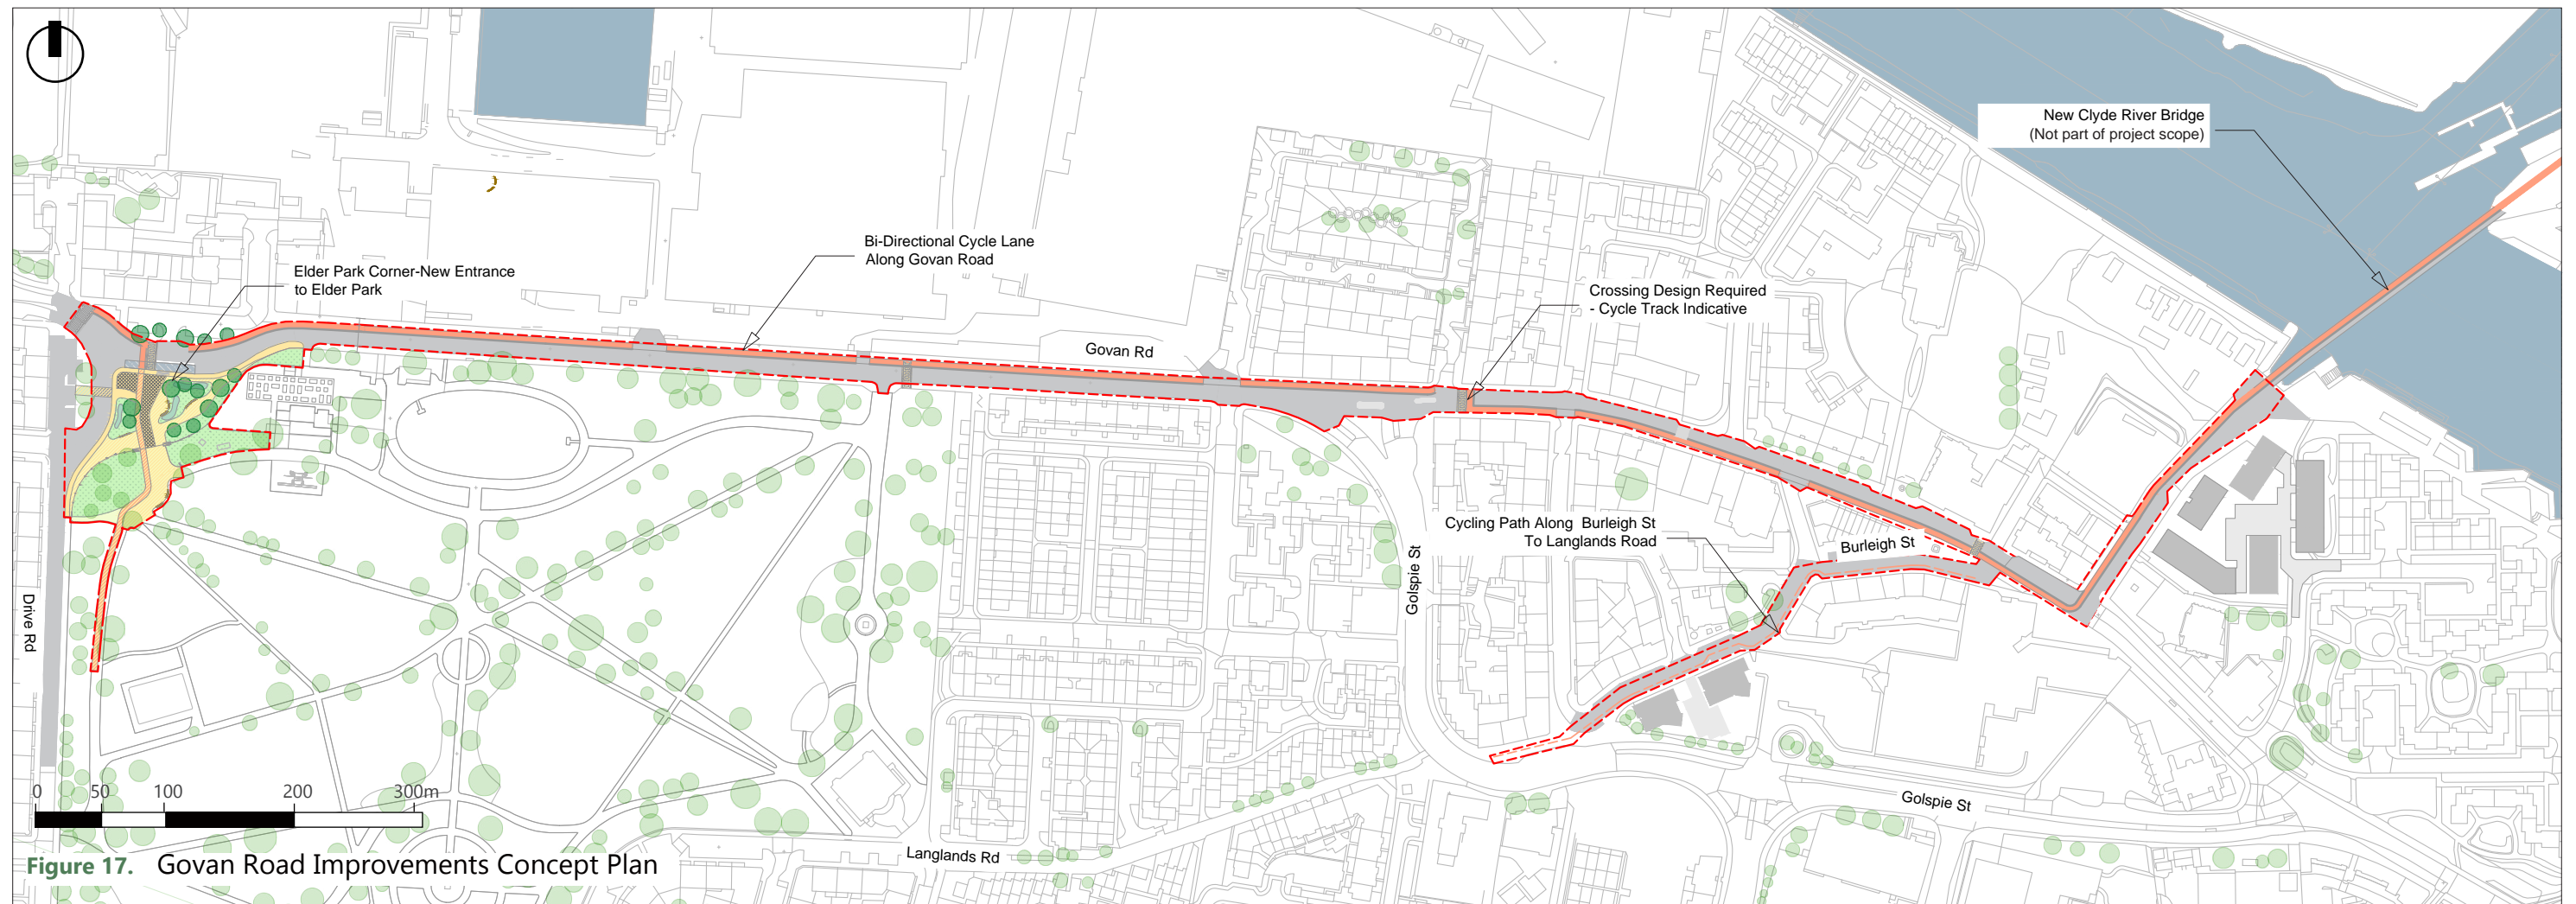 New Clyde River Bridge
(Not part of project scope)
Bi-Directional Cycle Lane
Along Govan Road
Elder Park Corner-New Entrance
to Elder Park
Crossing Design Required
- Cycle Track Indicative
Govan Rd
Cycling Path Along Burleigh St
To Langlands Road
Burleigh St
Golspie St
Drive Rd
0 50 100 200 300m
Golspie St
Langlands Rd
Figure 17. Govan Road Improvements Concept Plan